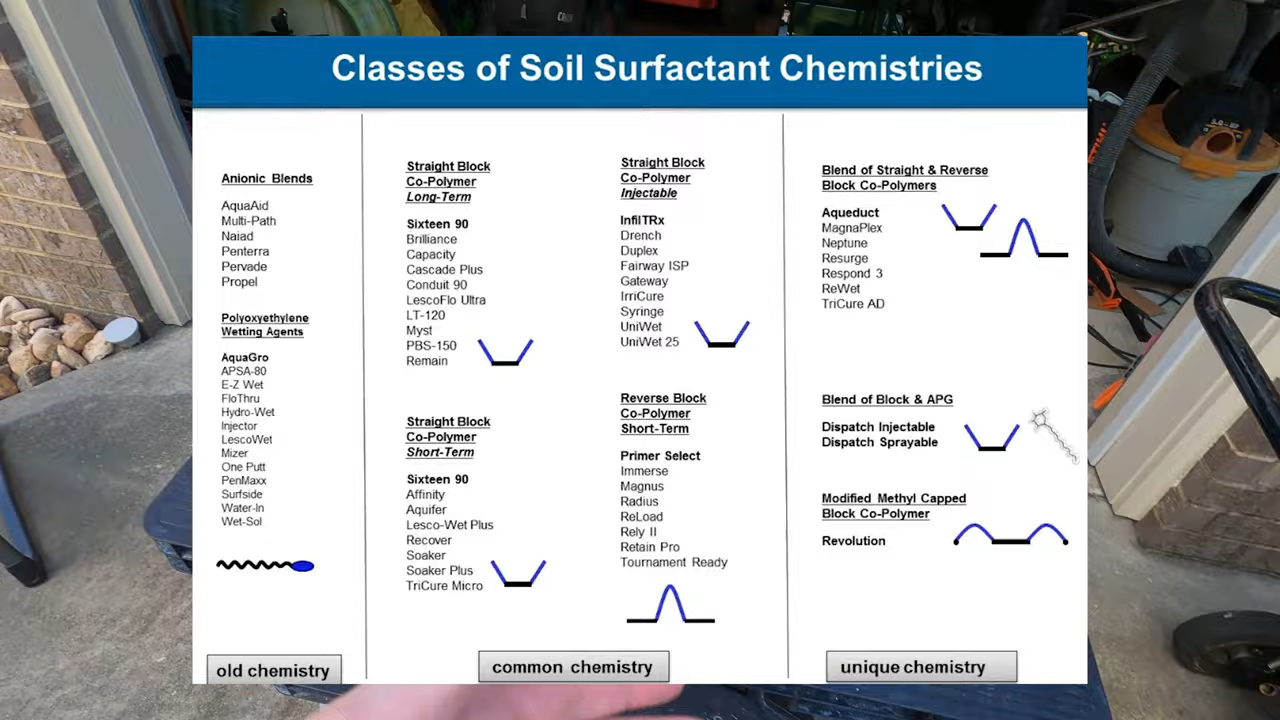 Classes of Soil Surfactant Chemistries
Anionic Blends
AquaAid
Multi-Path
Naiad
Penterra
Pervade
Propel
Polyoxyethylene
Wetting Agents
AquaGro
APSA-80
E-Z Wet
FloThru
Hydro-Wet
Injector
LescoWet
Mizer
One Putt
PenMaxx
Surfside
Water-In
Wet-Sol
old chemistry
Straight Block
Co-Polymer
Long-Term
Sixteen 90
Brilliance
Capacity
Cascade Plus
Conduit 90
LescoFlo Ultra
LT-120
Myst
PBS-150
Remain
Straight Block
Co-Polymer
Short-Term
Sixteen 90
Affinity
Aquifer
Lesco-Wet Plus
Recover
Soaker
Soaker Plus
TriCure Micro
Straight Block
Co-Polymer
Injectable
InfilTRx
Drench
Duplex
Fairway ISP
Gateway
IrriCure
Syringe
UniWet
UniWet 25
Reverse Block
Co-Polymer
Short-Term
Primer Select
Immerse
Magnus
Radius
ReLoad
Rely II
Retain Pro
Tournament Ready
common chemistry
Blend of Straight & Reverse
Block Co-Polymers
Aqueduct
MagnaPlex
Neptune
Resurge
Respond 3
ReWet
TriCure AD
Blend of Block & APG
Dispatch Injectable
Dispatch Sprayable
Modified Methyl Capped
Block Co-Polymer
Revolution
unique chemistry